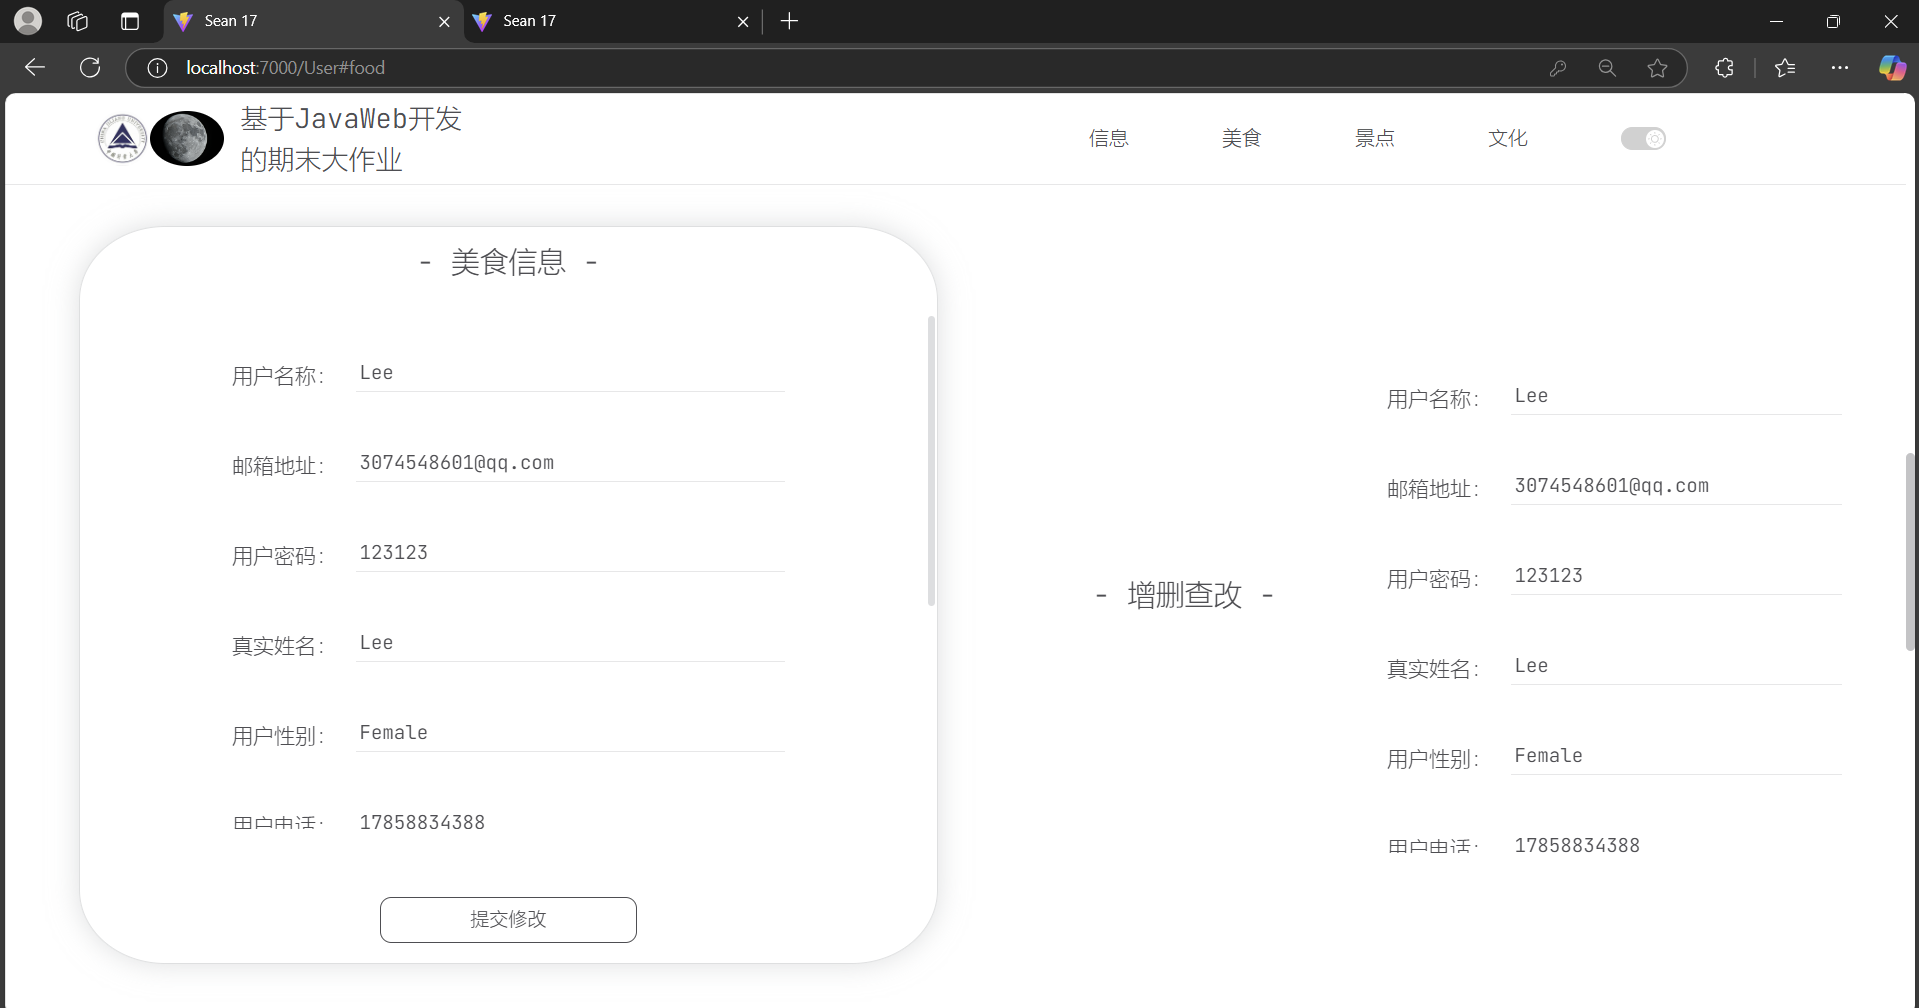 Sean 17
Sean 17
localhost:7000/User#food
基于JavaWeb开发
的期末大作业
信息
美食
景点
文化
- 美食信息 -
用户名称: Lee
邮箱地址: 3074548601@qq.com
用户密码: 123123
真实姓名: Lee
用户性别: Female
用户电话: 17858834388
提交修改
- 增删查改 -
用户名称: Lee
邮箱地址: 3074548601@qq.com
用户密码: 123123
真实姓名: Lee
用户性别: Female
用户电话: 17858834388